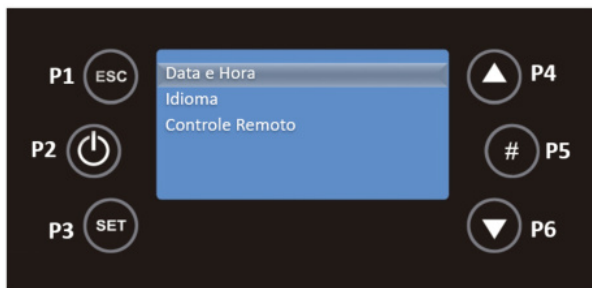 P1 ESC
P2
P3 SET
Data e Hora
Idioma
Controle Remoto
P4
# P5
P6